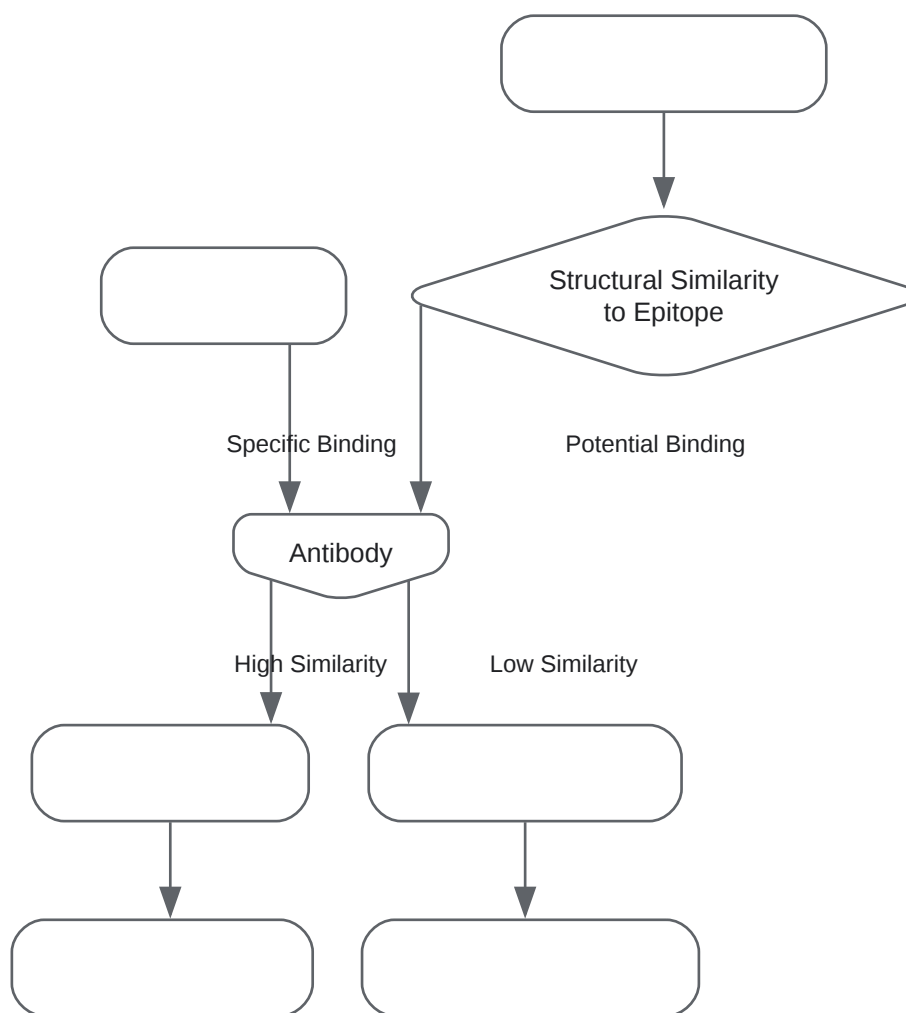 Structural Similarity
to Epitope
Specific Binding
Potential Binding
Antibody
High Similarity
Low Similarity